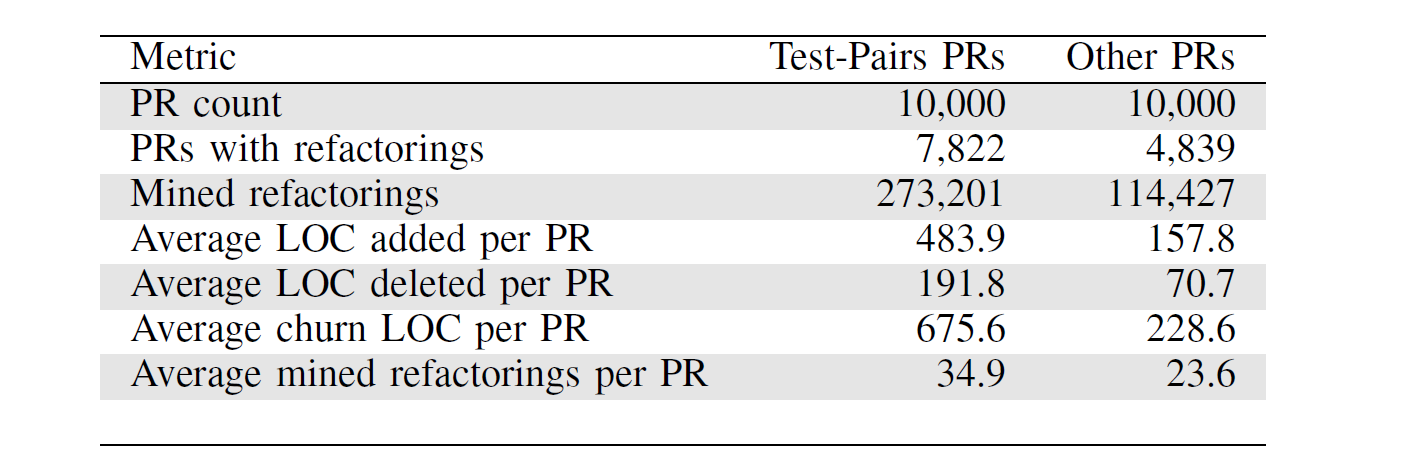 Metric Test-Pairs PRs Other PRs
PR count 10,000 10,000
PRs with refactorings 7,822 4,839
Mined refactorings 273,201 114,427
Average LOC added per PR 483.9 157.8
Average LOC deleted per PR 191.8 70.7
Average churn LOC per PR 675.6 228.6
Average mined refactorings per PR 34.9 23.6